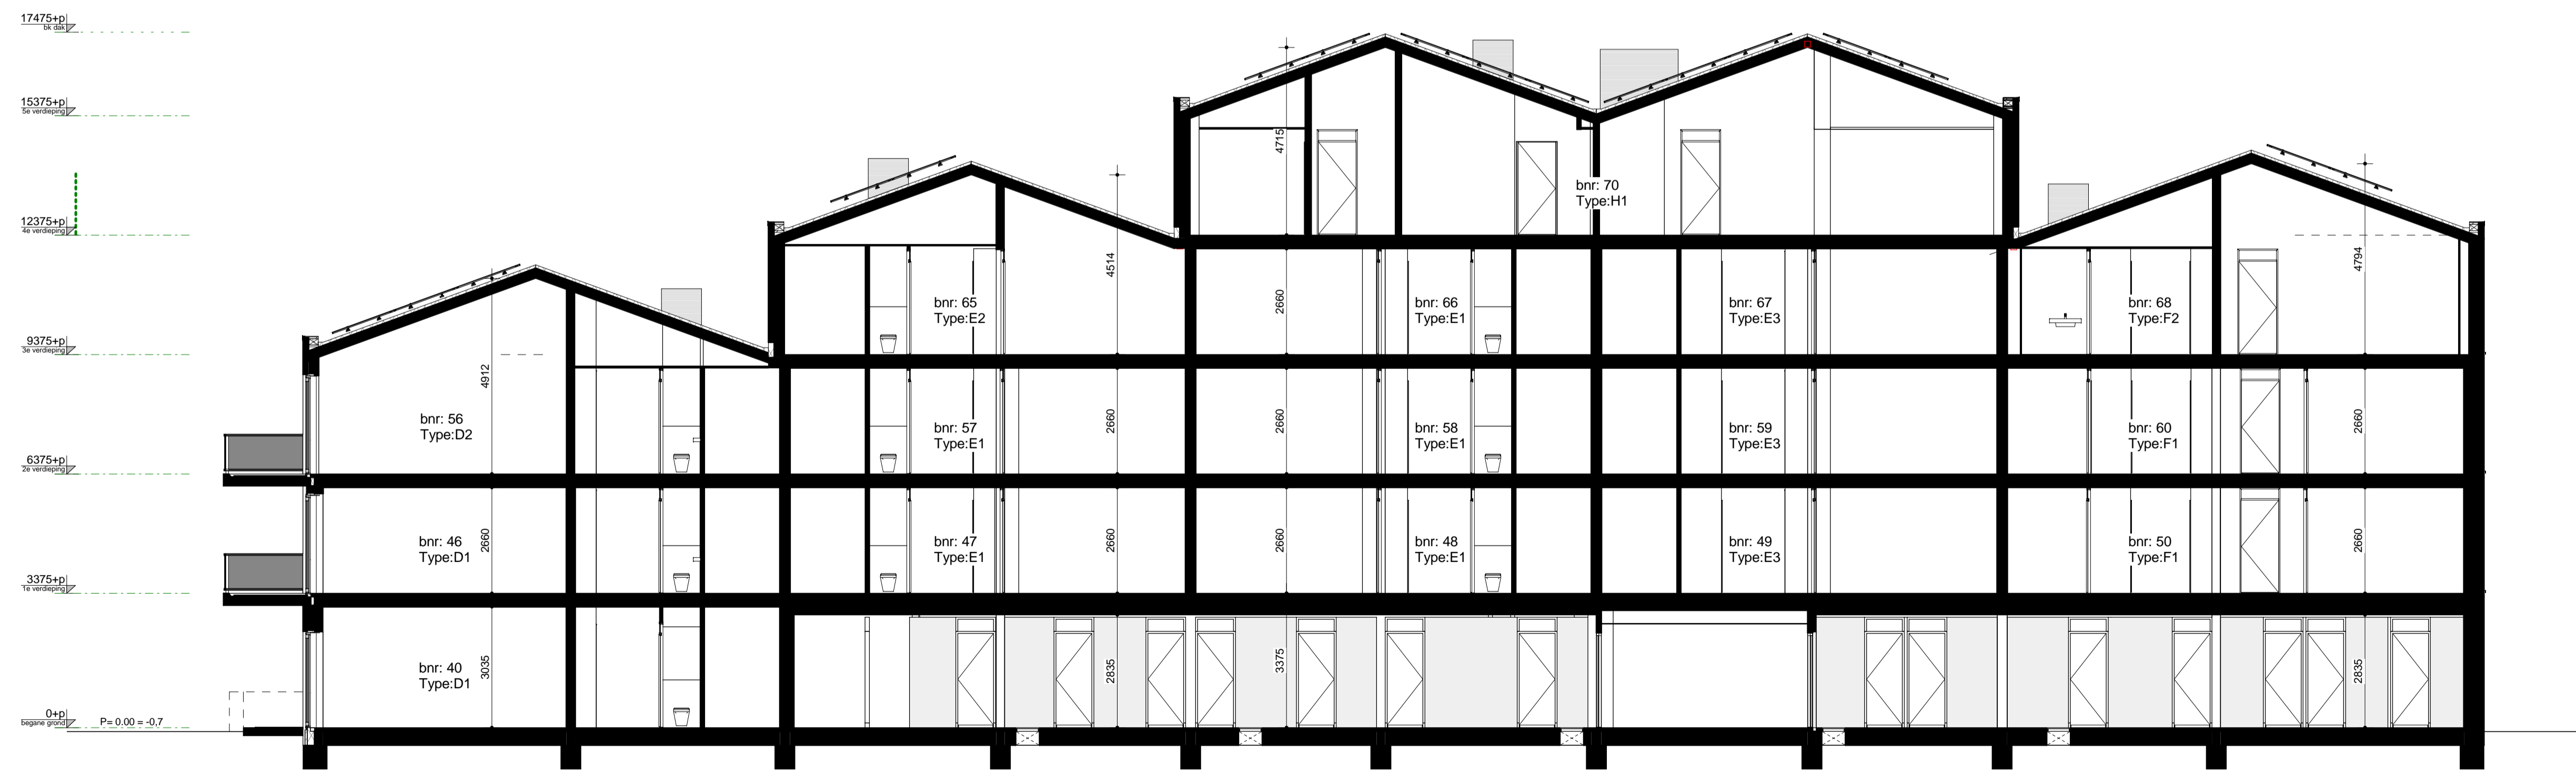 17475+p
bk dak
15375+p
5e verdieping
12375+p
4e verdieping
9375+p
3e verdieping
6375+p
2e verdieping
3375+p
1e verdieping
0+p
begane grond
P= 0.00 = -0,7
4715
bnr: 70
Type:H1
4514
4794
bnr: 65
Type:E2
2660
bnr: 66
Type:E1
bnr: 67
Type:E3
bnr: 68
Type:F2
4912
bnr: 56
Type:D2
bnr: 57
Type:E1
2660
2660
bnr: 58
Type:E1
bnr: 59
Type:E3
bnr: 60
Type:F1
2660
bnr: 46
Type:D1
2660
bnr: 47
Type:E1
2660
2660
bnr: 48
Type:E1
bnr: 49
Type:E3
bnr: 50
Type:F1
2660
bnr: 40
Type:D1
3035
2835
3375
2835